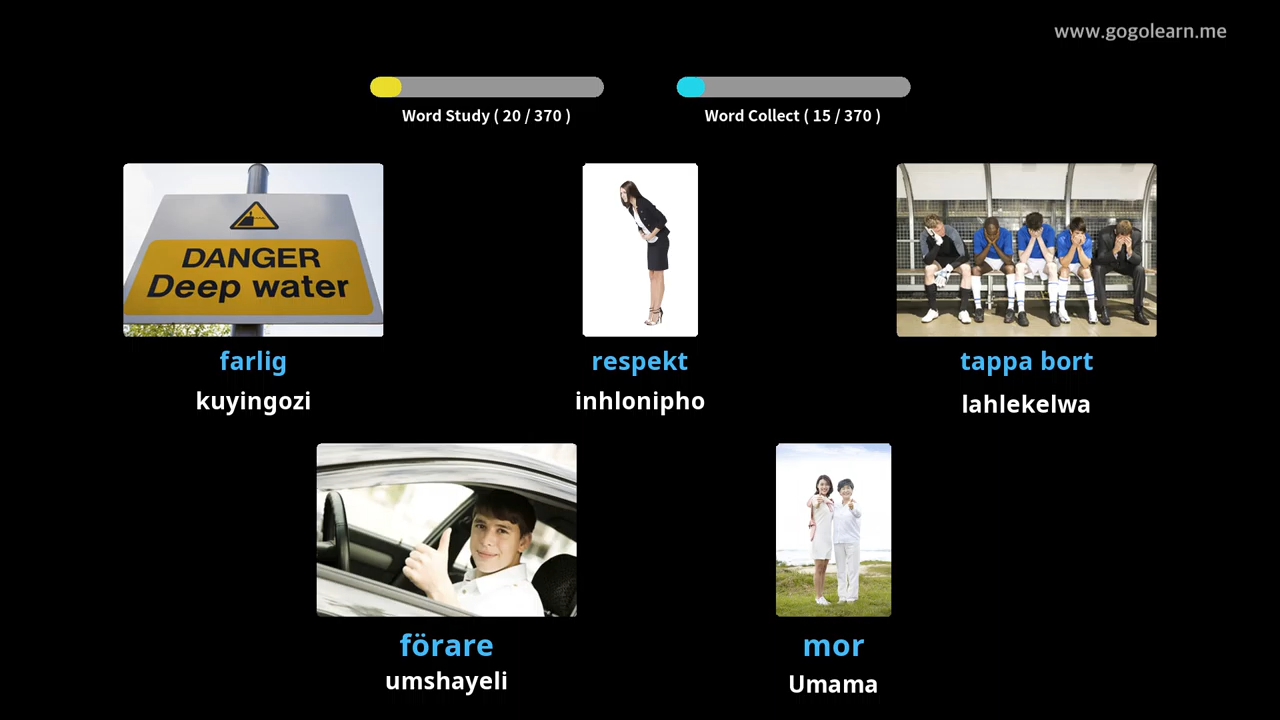 www.gogolearn.me
Word Study ( 20 / 370 )
Word Collect ( 15 / 370 )
DANGER
Deep water
farlig
kuyingozi
respekt
inhlonipho
tappa bort
lahlekelwa
förare
umshayeli
mor
Umama